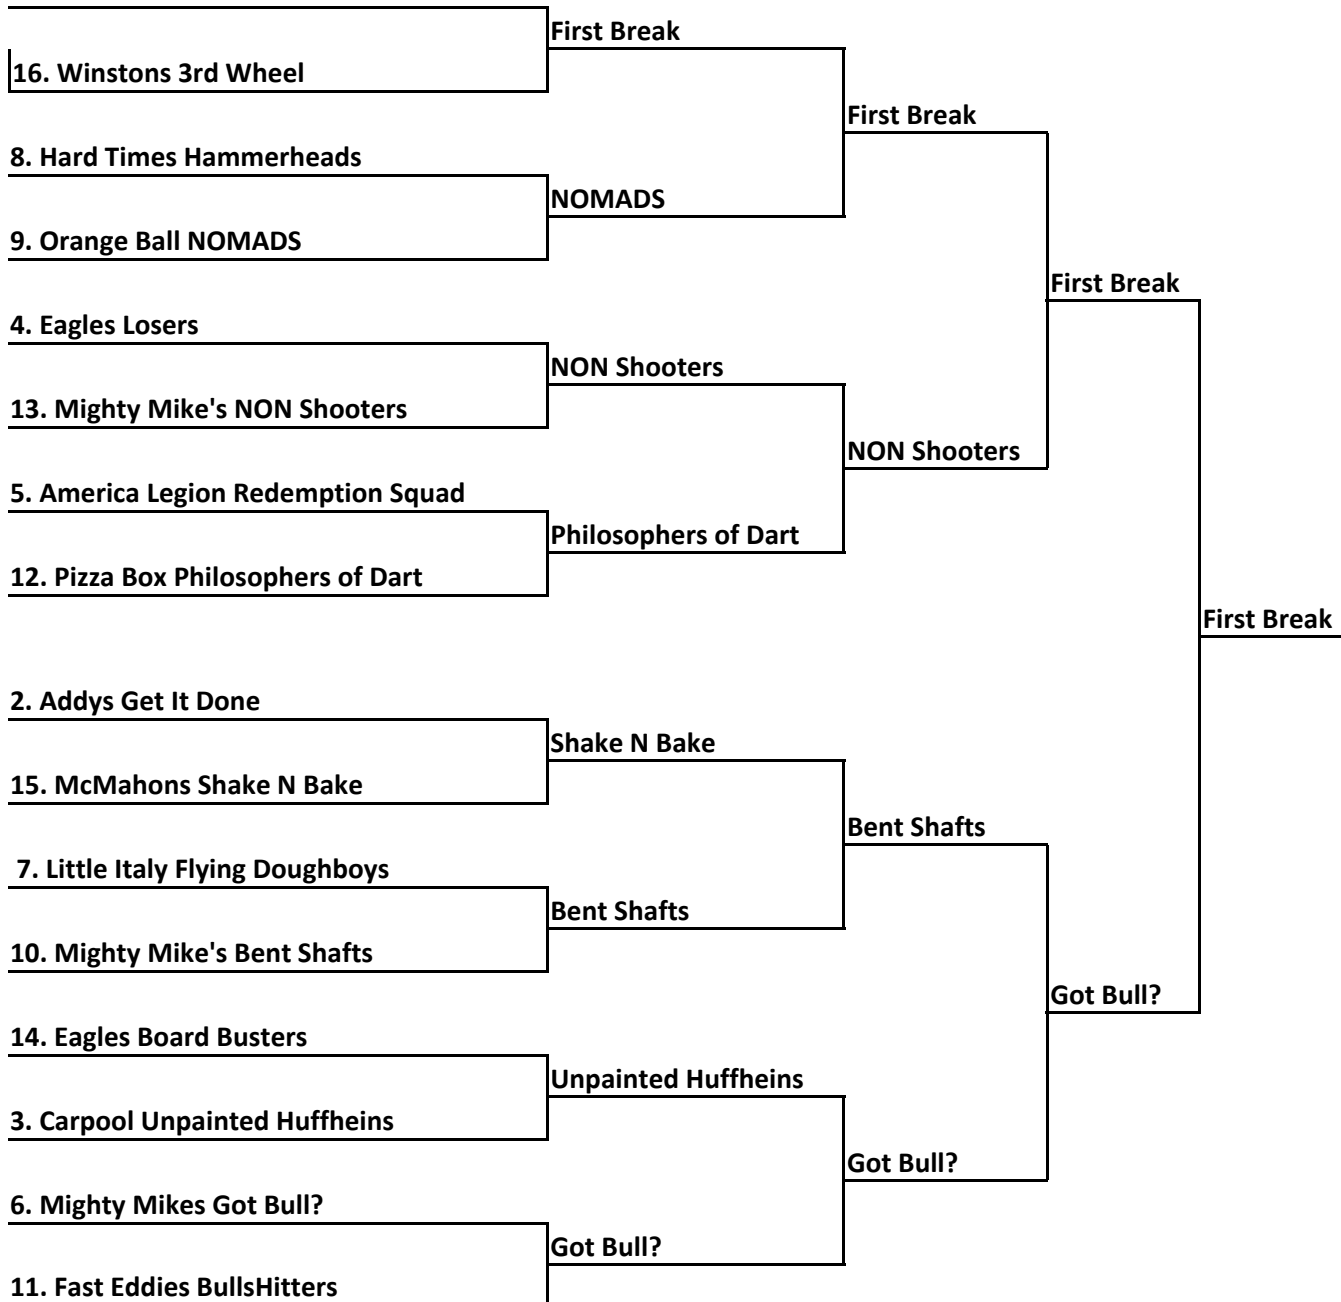 First Break
16. Winstons 3rd Wheel
First Break
8. Hard Times Hammerheads
NOMADS
9. Orange Ball NOMADS
First Break
4. Eagles Losers
NON Shooters
13. Mighty Mike's NON Shooters
NON Shooters
5. America Legion Redemption Squad
Philosophers of Dart
12. Pizza Box Philosophers of Dart
First Break
2. Addys Get It Done
Shake N Bake
15. McMahons Shake N Bake
Bent Shafts
7. Little Italy Flying Doughboys
Bent Shafts
10. Mighty Mike's Bent Shafts
Got Bull?
14. Eagles Board Busters
Unpainted Huffheins
3. Carpool Unpainted Huffheins
Got Bull?
6. Mighty Mikes Got Bull?
Got Bull?
11. Fast Eddies BullsHitters